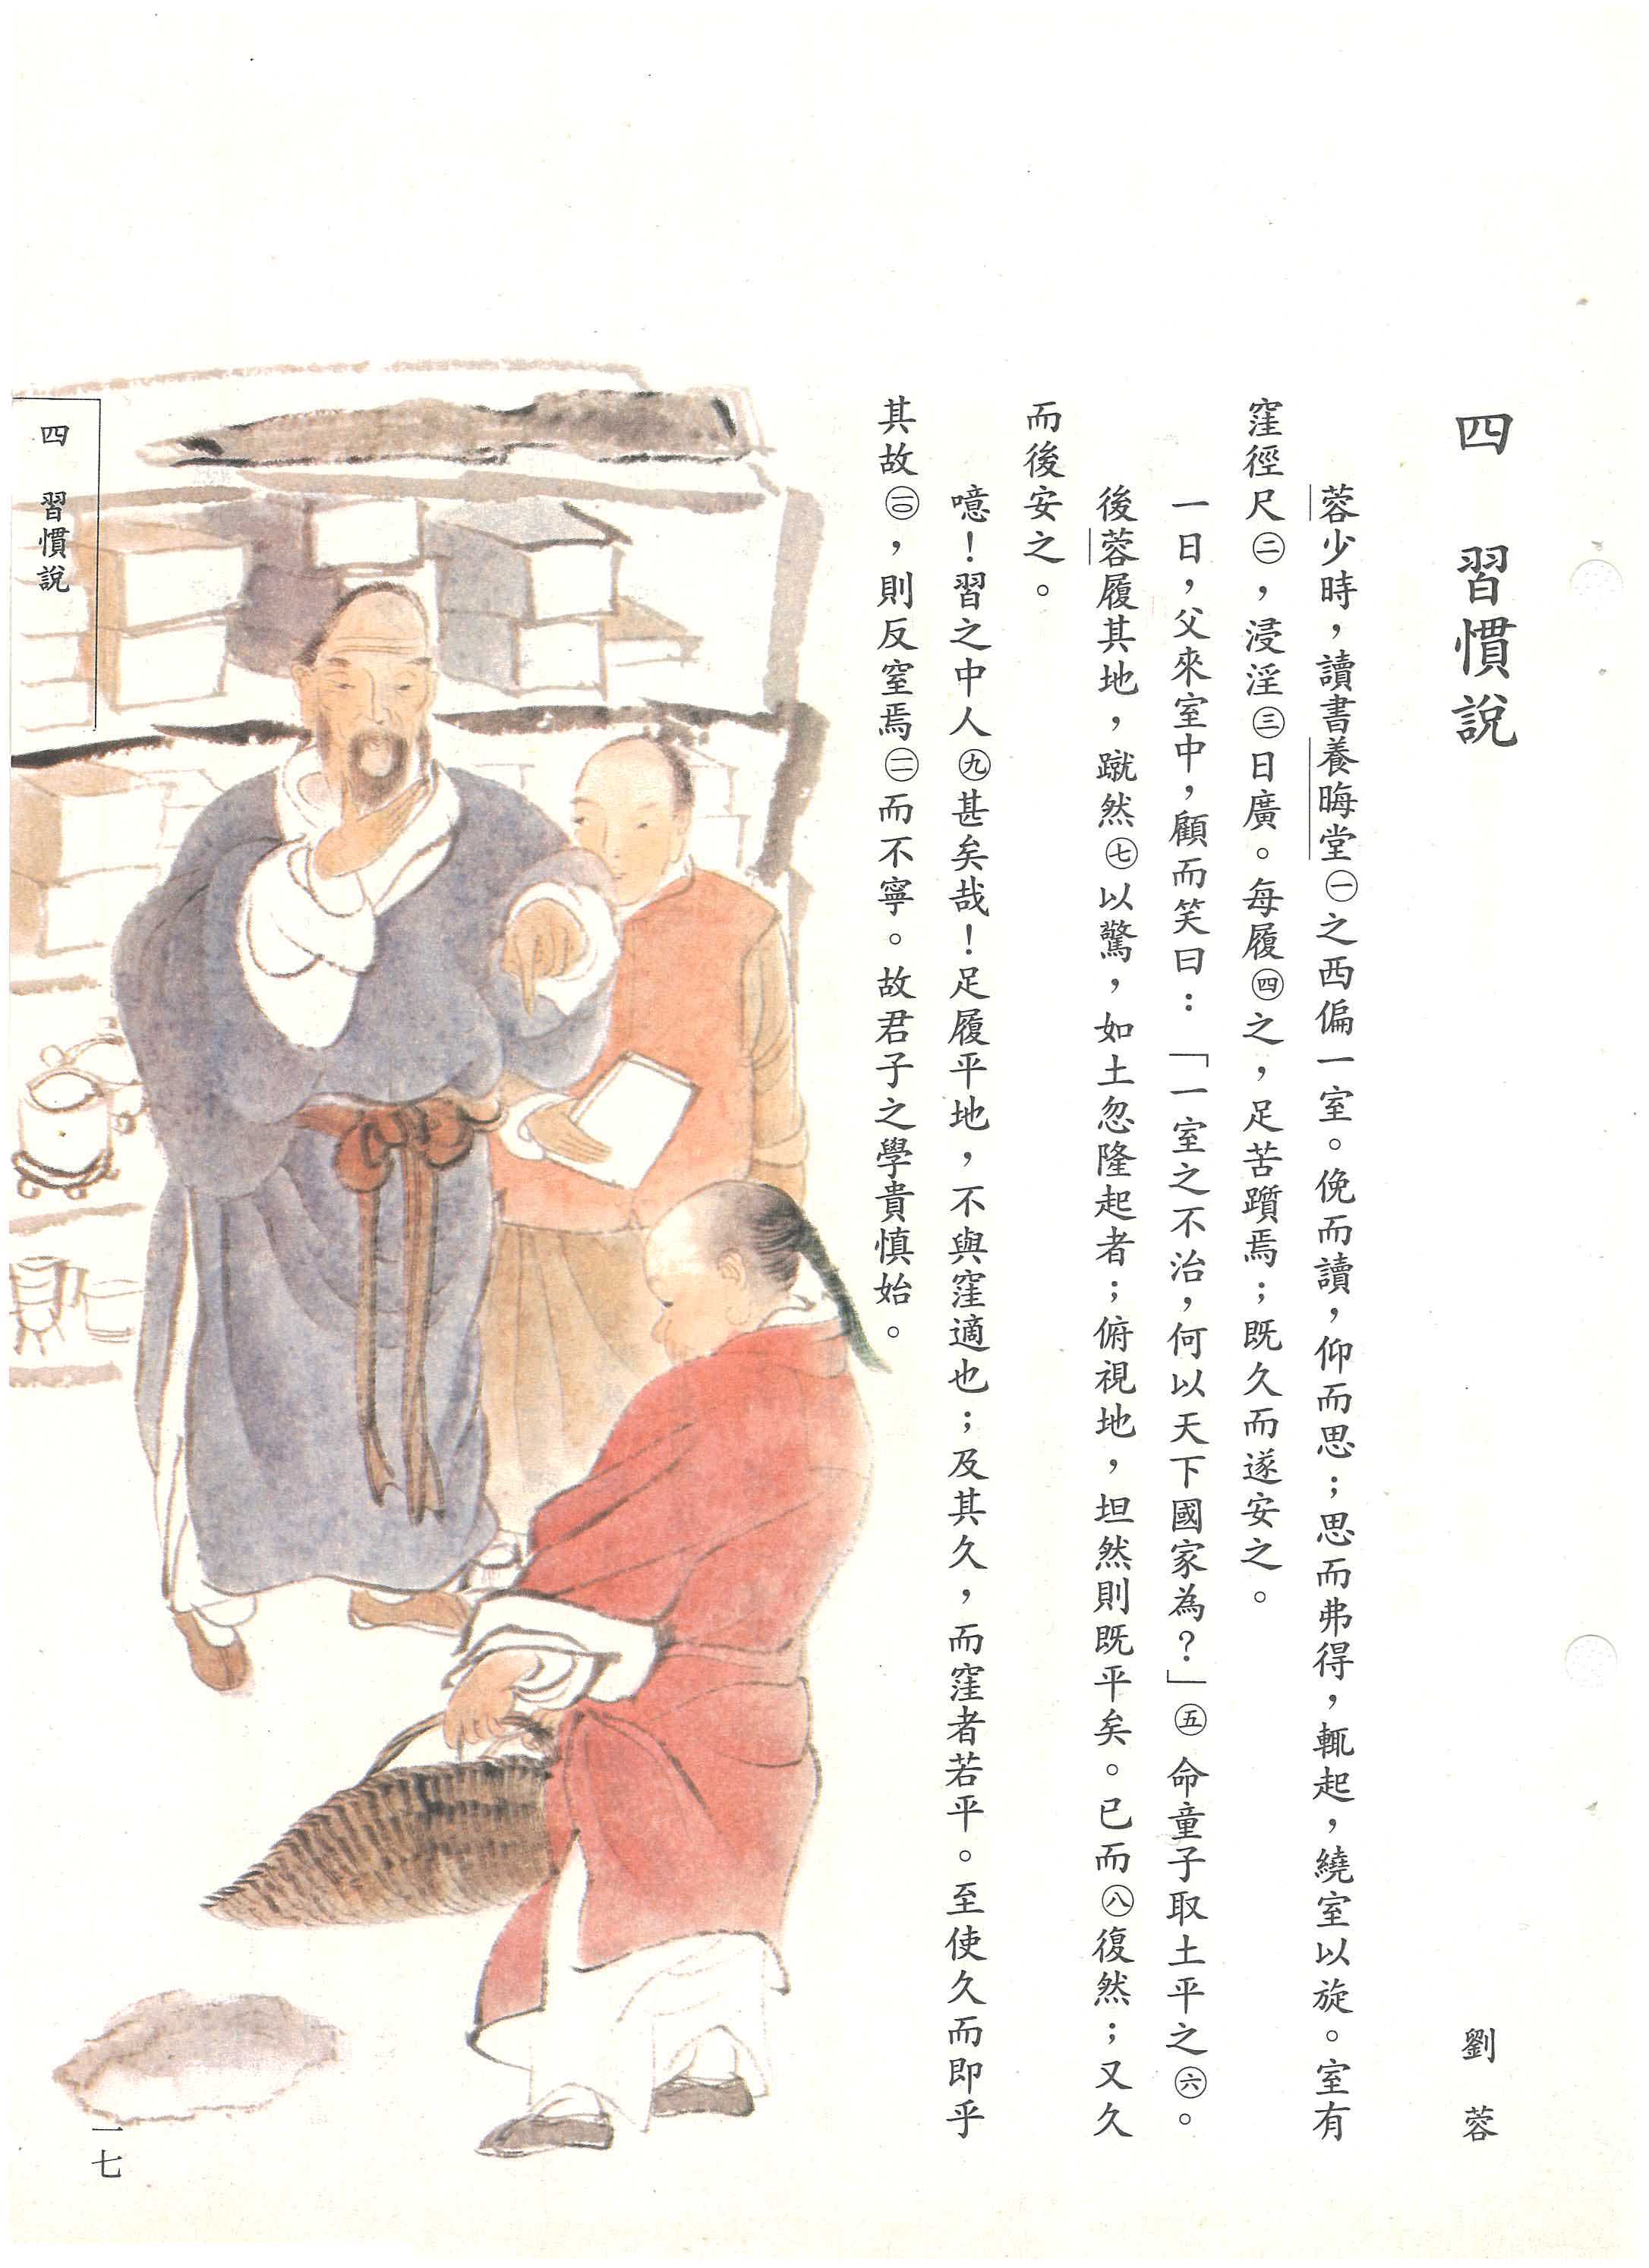 四　習慣說
劉　蓉
蓉少時，讀書養晦堂㊀之西偏一室。俛而讀，仰而思；思而弗得，輒起，繞室以旋。室有
窪徑尺㊁，浸淫㊂日廣。每履㊃之，足苦躓焉；既久而遂安之。
一日，父來室中，顧而笑曰：「一室之不治，何以天下國家為？」㊄命童子取土平之㊅。
後蓉履其地，蹴然㊆以驚，如土忽隆起者；俯視地，坦然則既平矣。已而㊇復然；又久
而後安之。
噫！習之中人㊈甚矣哉！足履平地，不與窪適也；及其久，而窪者若平。至使久而即乎
其故(一〇)，則反窒焉(一一)而不寧。故君子之學貴慎始。
四　習慣說
一七